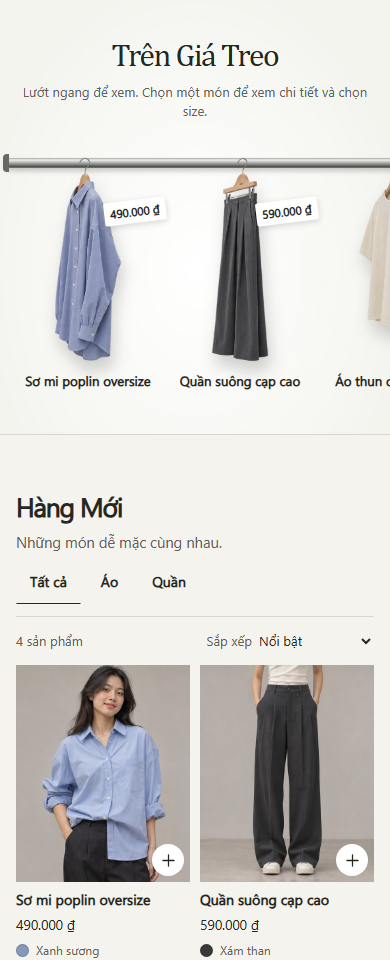 Trên Giá Treo
Lướt ngang để xem. Chọn một món để xem chi tiết và chọn
size.
490.000 ₫
590.000 ₫
Sơ mi poplin oversize
Quần suông cạp cao
Áo thun c
Hàng Mới
Những món dễ mặc cùng nhau.
Tất cả
Áo
Quần
4 sản phẩm
Sắp xếp Nổi bật
Sơ mi poplin oversize
Quần suông cạp cao
490.000 ₫
590.000 ₫
Xanh sương
Xám than